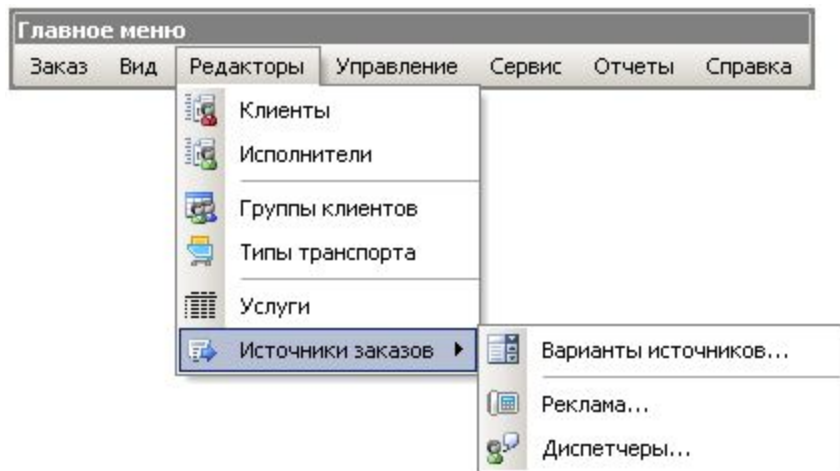 Главное меню
Заказ Вид Редакторы Управление Сервис Отчеты Справка
Клиенты
Исполнители
Группы клиентов
Типы транспорта
Услуги
Источники заказов
Варианты источников...
Реклама...
Диспетчеры...